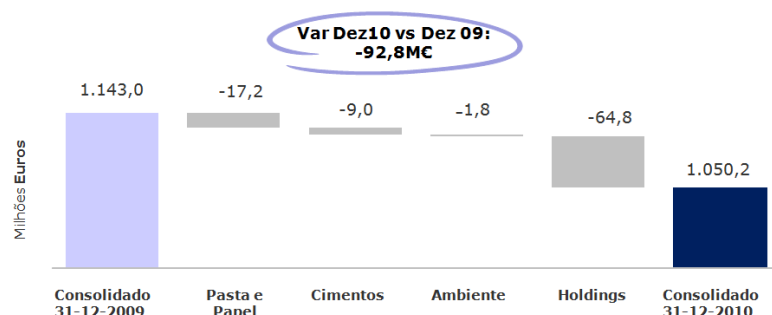 Var Dez10 vs Dez 09:
-92,8M€
1.143,0
-17,2
-9,0
-1,8
-64,8
1.050,2
Milhões Euros
Consolidado
31-12-2009
Pasta e
Papel
Cimentos
Ambiente
Holdings
Consolidado
31-12-2010